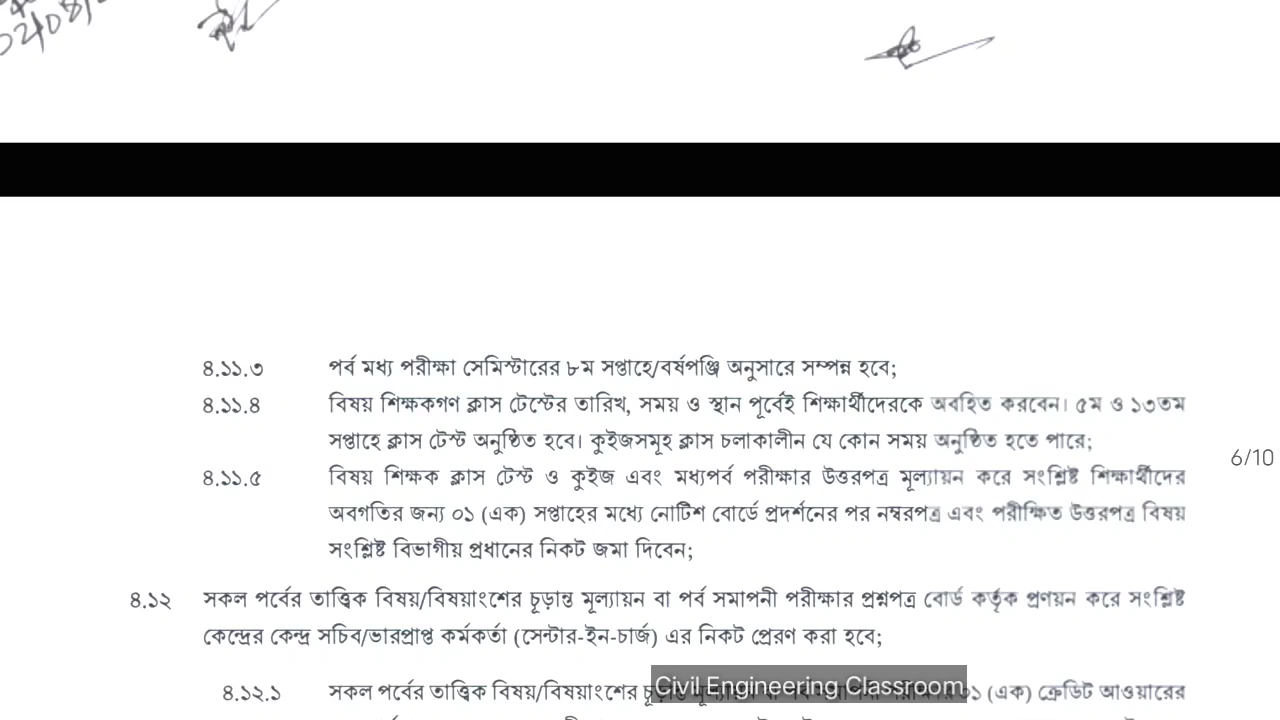 02/08/
৪.১১.৩ পর্ব মধ্য পরীক্ষা সেমিস্টারের ৮ম সপ্তাহে/বর্ষপঞ্জি অনুসারে সম্পন্ন হবে;
৪.১১.৪ বিষয় শিক্ষকগণ ক্লাস টেস্টের তারিখ, সময় ও স্থান পূর্বেই শিক্ষার্থীদেরকে অবহিত করবেন। ৫ম ও ১৩তম
সপ্তাহে ক্লাস টেস্ট অনুষ্ঠিত হবে। কুইজসমূহ ক্লাস চলাকালীন যে কোন সময় অনুষ্ঠিত হতে পারে;
6/10
৪.১১.৫ বিষয় শিক্ষক ক্লাস টেস্ট ও কুইজ এবং মধ্যপর্ব পরীক্ষার উত্তরপত্র মূল্যায়ন করে সংশ্লিষ্ট শিক্ষার্থীদের
অবগতির জন্য ০১ (এক) সপ্তাহের মধ্যে নোটিশ বোর্ডে প্রদর্শনের পর নম্বরপত্র এবং পরীক্ষিত উত্তরপত্র বিষয়
সংশ্লিষ্ট বিভাগীয় প্রধানের নিকট জমা দিবেন;
৪.১২ সকল পর্বের তাত্ত্বিক বিষয়/বিষয়াংশের চূড়ান্ত মূল্যায়ন বা পর্ব সমাপনী পরীক্ষার প্রশ্নপত্র বোর্ড কর্তৃক প্রণয়ন করে সংশ্লিষ্ট
কেন্দ্রের কেন্দ্র সচিব/ভারপ্রাপ্ত কর্মকর্তা (সেন্টার-ইন-চার্জ) এর নিকট প্রেরণ করা হবে;
৪.১২.১ সকল পর্বের তাত্ত্বিক বিষয়/বিষয়াংশের ০১ (এক) ক্রেডিট আওয়ারের
Civil Engineering Classroom